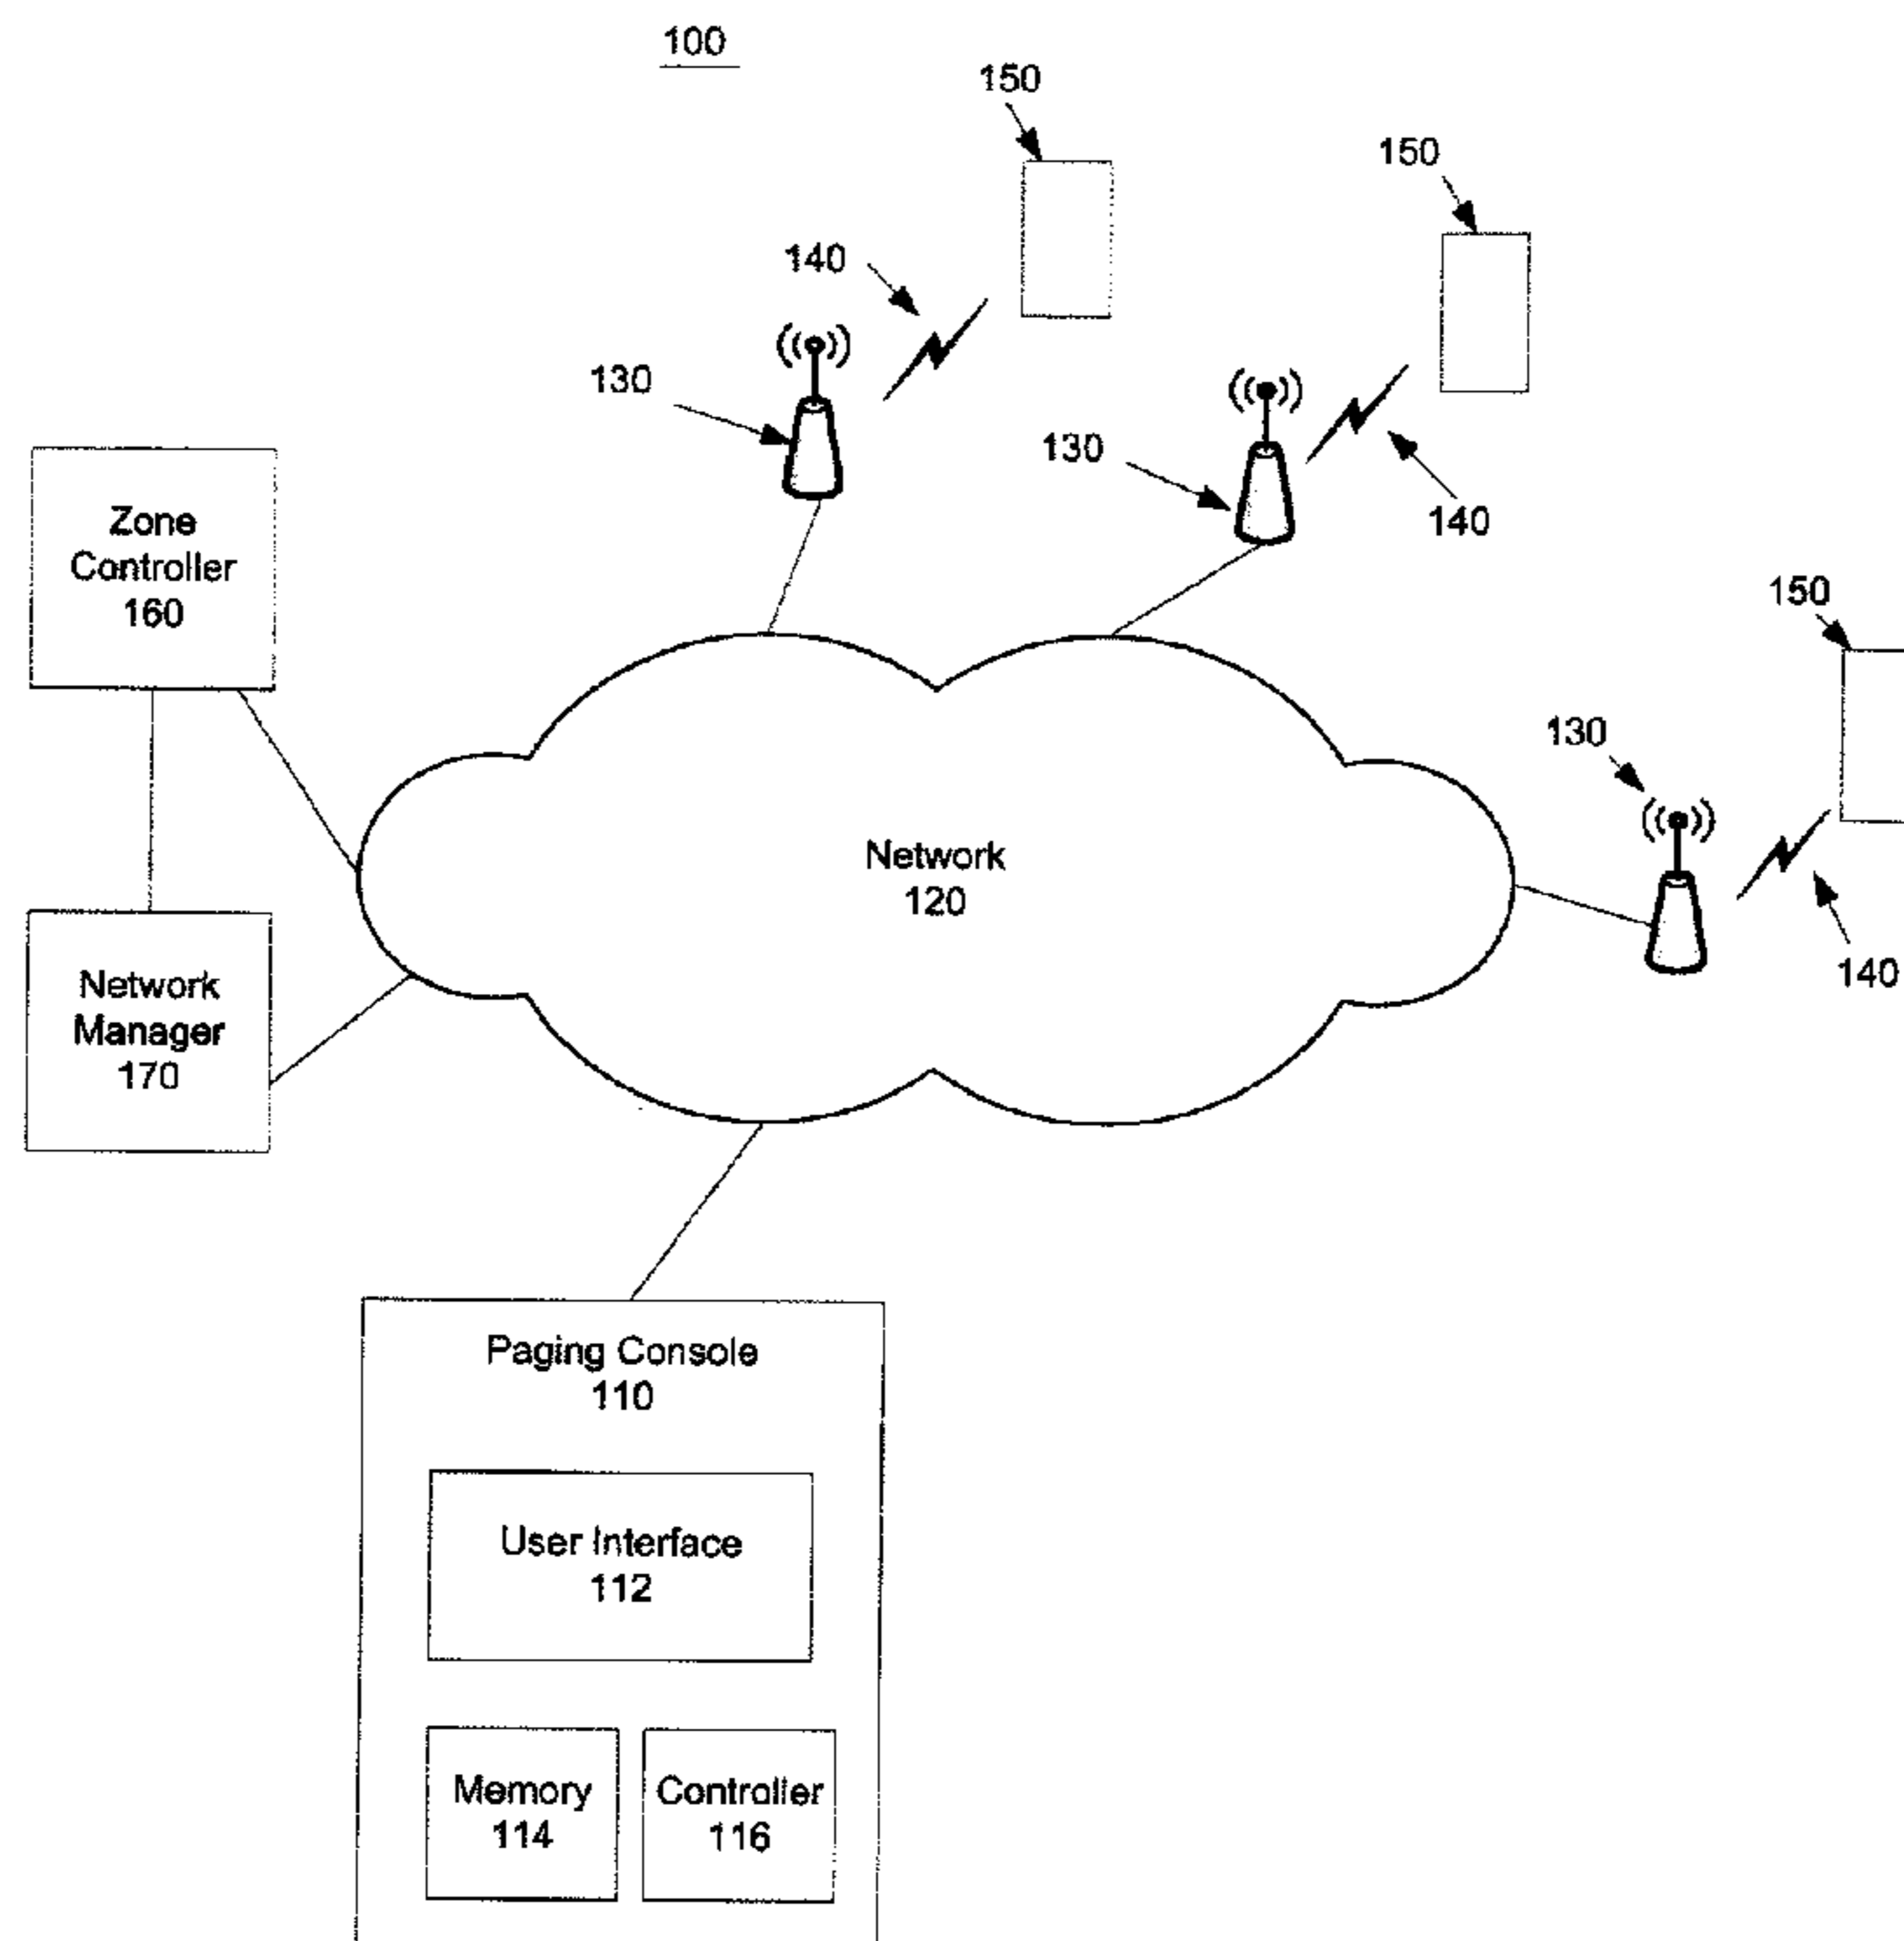 100
150
150
140
130
130
140
Zone
Controller
160
150
130
Network
120
140
Network
Manager
170
Paging Console
110
User Interface
112
Memory
114
Controller
116